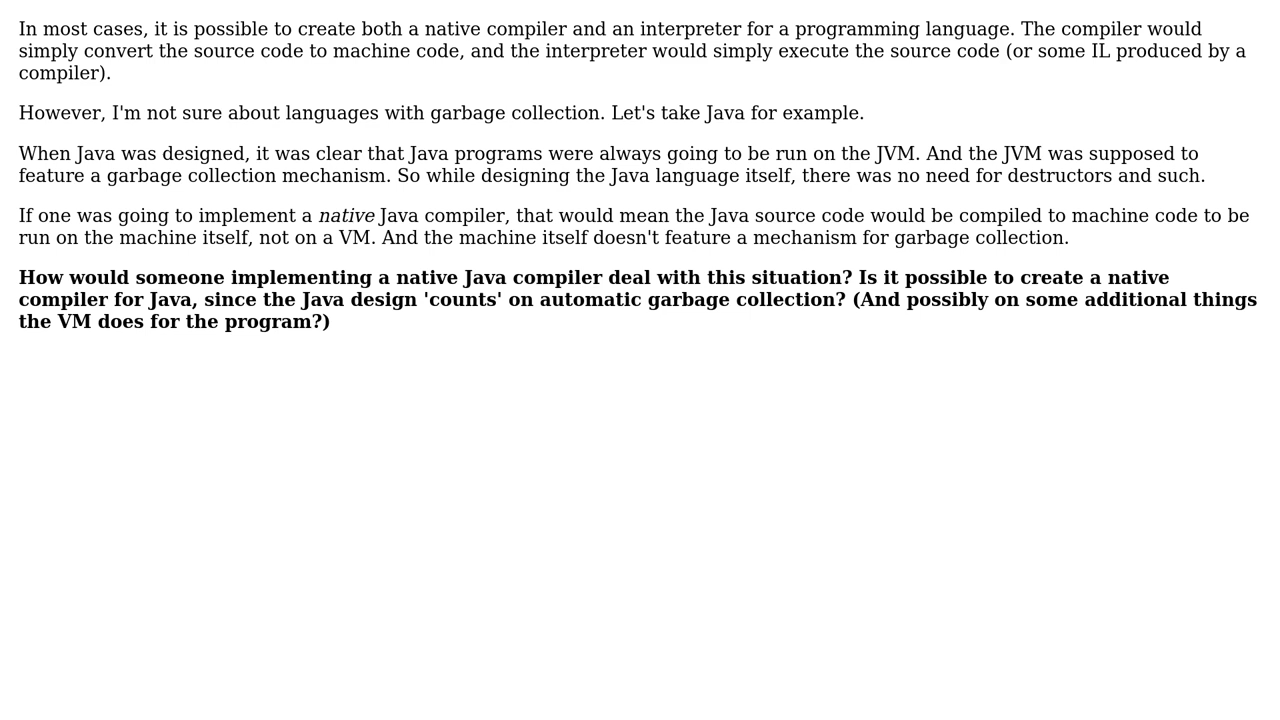 In most cases, it is possible to create both a native compiler and an interpreter for a programming language. The compiler would
simply convert the source code to machine code, and the interpreter would simply execute the source code (or some IL produced by a
compiler).
However, I'm not sure about languages with garbage collection. Let's take Java for example.
When Java was designed, it was clear that Java programs were always going to be run on the JVM. And the JVM was supposed to
feature a garbage collection mechanism. So while designing the Java language itself, there was no need for destructors and such.
If one was going to implement a native Java compiler, that would mean the Java source code would be compiled to machine code to be
run on the machine itself, not on a VM. And the machine itself doesn't feature a mechanism for garbage collection.
How would someone implementing a native Java compiler deal with this situation? Is it possible to create a native
compiler for Java, since the Java design 'counts' on automatic garbage collection? (And possibly on some additional things
the VM does for the program?)